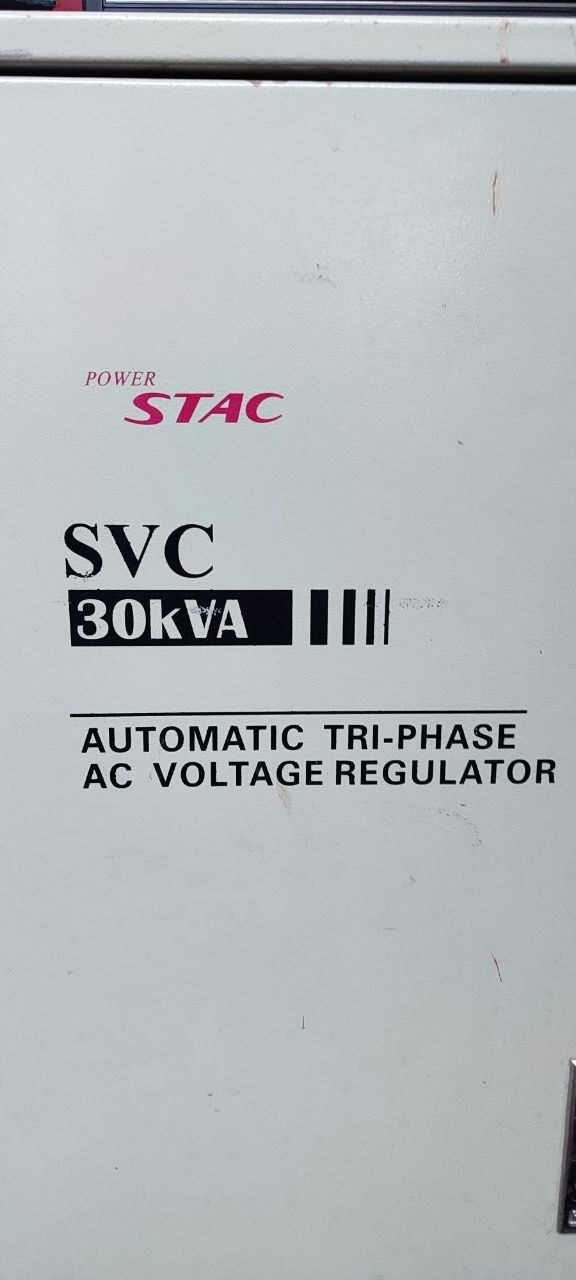 POWER
STAC
SVC
30kVA
AUTOMATIC TRI-PHASE
AC VOLTAGE REGULATOR